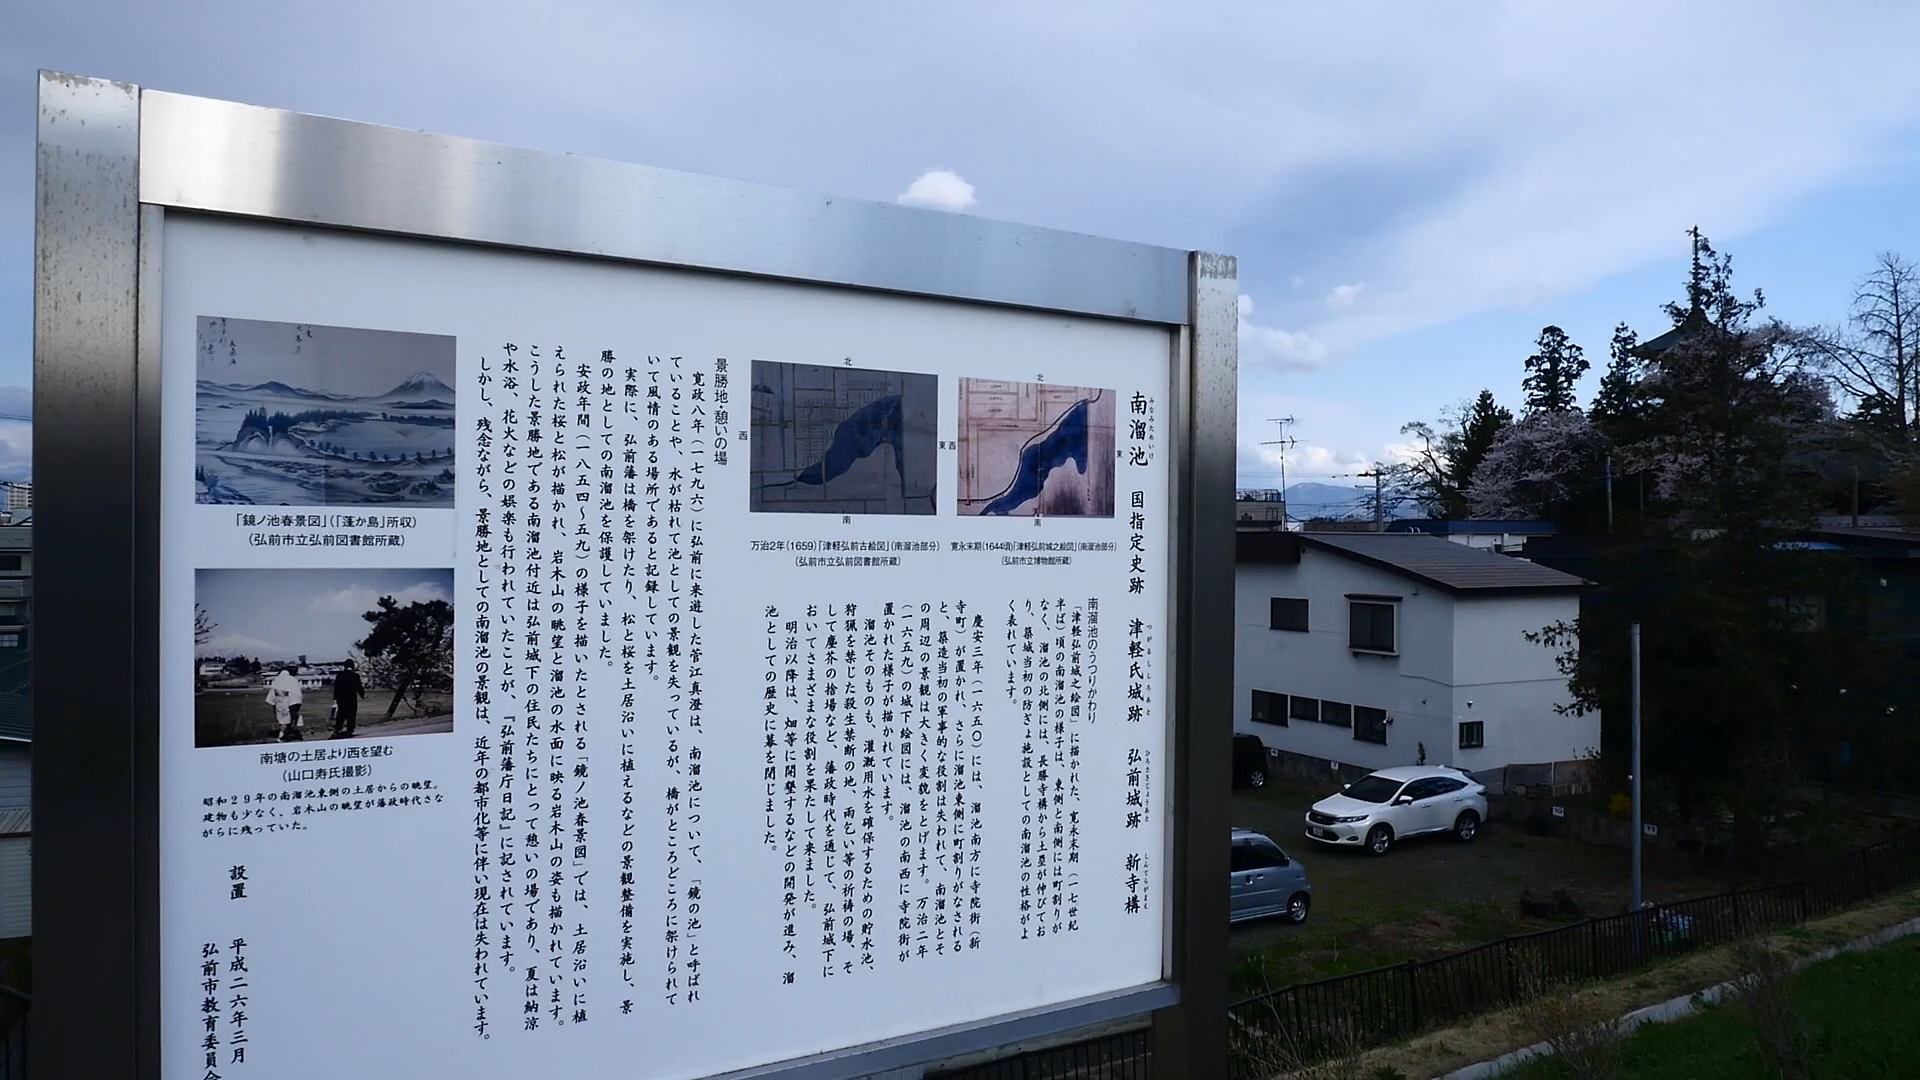 南溜池 国指定史跡 津軽氏城跡 弘前城跡 新寺構
みなみためいけ
つがるししろあと
ひろさきじょうあと
しんてらがまえ
北
西
東
南
寛永末期(1644頃)「津軽弘前城之絵図」(南溜池部分)
(弘前市立博物館所蔵)
北
西
東
南
万治2年(1659)「津軽弘前古絵図」(南溜池部分)
(弘前市立弘前図書館所蔵)
南溜池のうつりかわり
「津軽弘前城之絵図」に描かれた、寛永末期(一七世紀
半ば)頃の南溜池の様子は、東側と南側には町割りが
なく、溜池の北側には、長勝寺構から土塁が伸びてお
り、築城当初の防ぎょ施設としての南溜池の性格がよ
く表れています。
慶安三年(一六五〇)には、溜池南方に寺院街(新
寺町)が置かれ、さらに溜池東側に町割りがなされる
と、築造当初の軍事的な役割は失われて、南溜池とそ
の周辺の景観は大きく変貌をとげます。万治二年
(一六五九)の城下絵図には、溜池の南西に寺院街が
置かれた様子が描かれています。
溜池そのものも、灌漑用水を確保するための貯水池、
狩猟を禁じた殺生禁断の地、雨乞い等の祈祷の場、そ
して塵芥の捨場など、藩政時代を通じて、弘前城下に
おいてさまざまな役割を果たして来ました。
明治以降は、畑等に開墾するなどの開発が進み、溜
池としての歴史に幕を閉じました。
景勝地・憩いの場
寛政八年(一七九六)に弘前に来遊した菅江真澄は、南溜池について、「鏡の池」と呼ばれ
ていることや、水が枯れて池としての景観を失っているが、橋がところどころに架けられて
いて風情のある場所であると記録しています。
実際に、弘前藩は橋を架けたり、松と桜を土居沿いに植えるなどの景観整備を実施し、景
勝の地としての南溜池を保護していました。
安政年間(一八五四〜五九)の様子を描いたとされる「鏡ノ池春景図」では、土居沿いに植
えられた桜と松が描かれ、岩木山の眺望と溜池の水面に映る岩木山の姿も描かれています。
こうした景勝地である南溜池付近は弘前城下の住民たちにとって憩いの場であり、夏は納涼
や水浴、花火などの娯楽も行われていたことが、『弘前藩庁日記』に記されています。
しかし、残念ながら、景勝地としての南溜池の景観は、近年の都市化等に伴い現在は失われています。
「鏡ノ池春景図」(「蓬か島」所収)
(弘前市立弘前図書館所蔵)
南塘の土居より西を望む
(山口寿氏撮影)
昭和29年の南溜池東側の土居からの眺望。
建物も少なく、岩木山の眺望が藩政時代さな
がらに残っていた。
設置 平成二六年三月
弘前市教育委員会